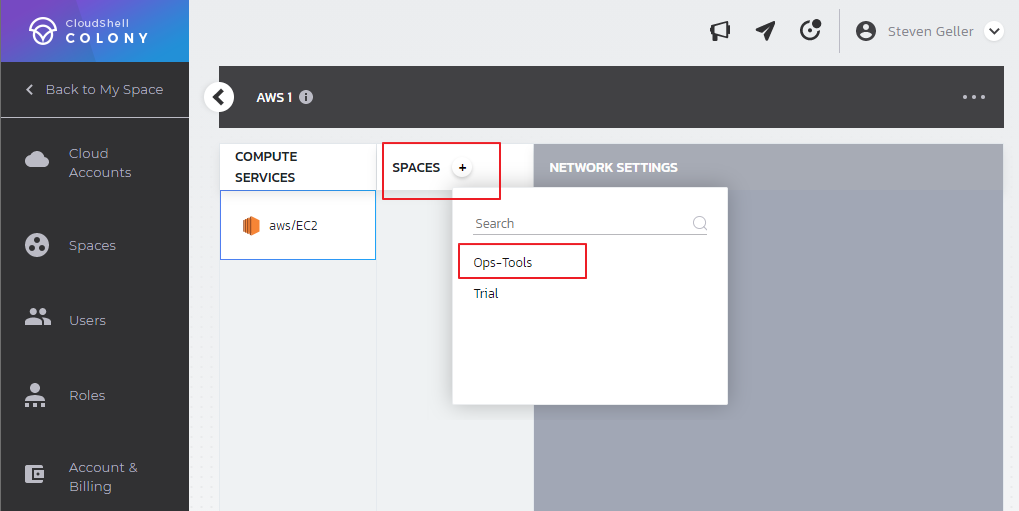 CloudShell
COLONY
Steven Geller
Back to My Space
AWS 1
Cloud
Accounts
Spaces
Users
Roles
Account &
Billing
COMPUTE
SERVICES
aws/EC2
SPACES +
Search
Ops-Tools
Trial
NETWORK SETTINGS